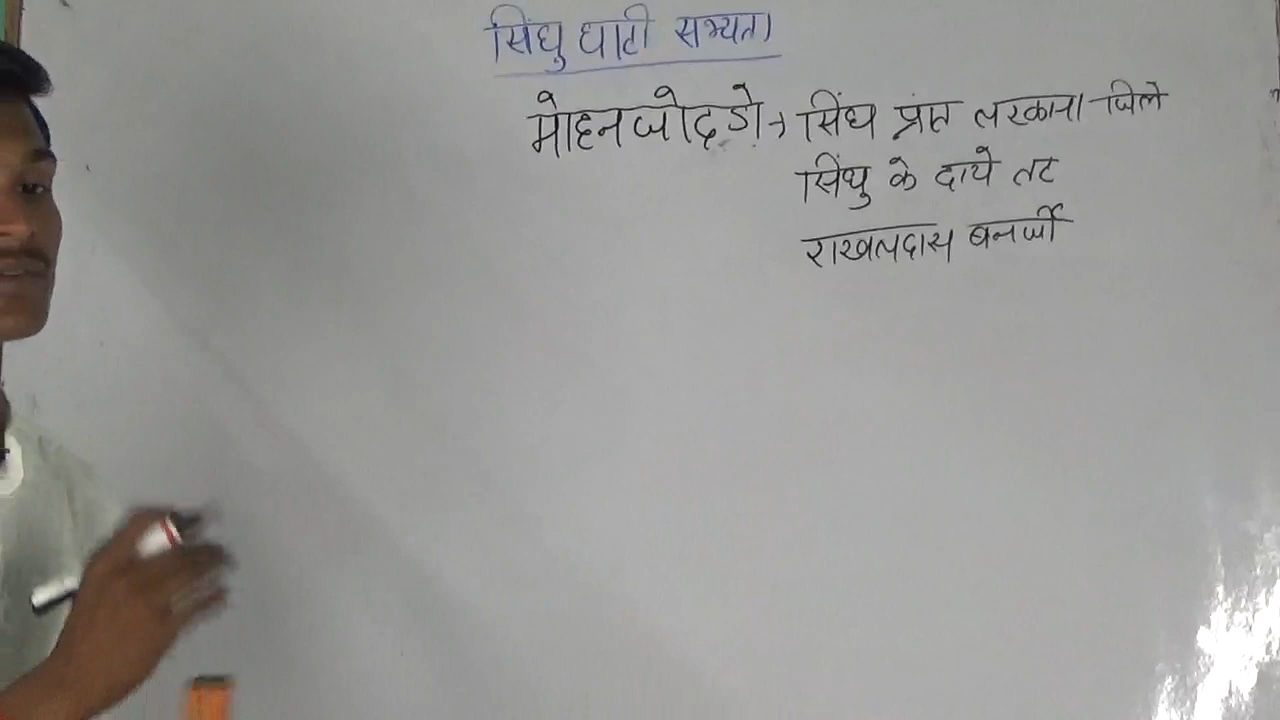 सिंधु घाटी सभ्यता
मोहनजोदडो → सिंध प्रांत लरकाना जिले
सिंधु के दाये तट
राखलदास बनर्जी